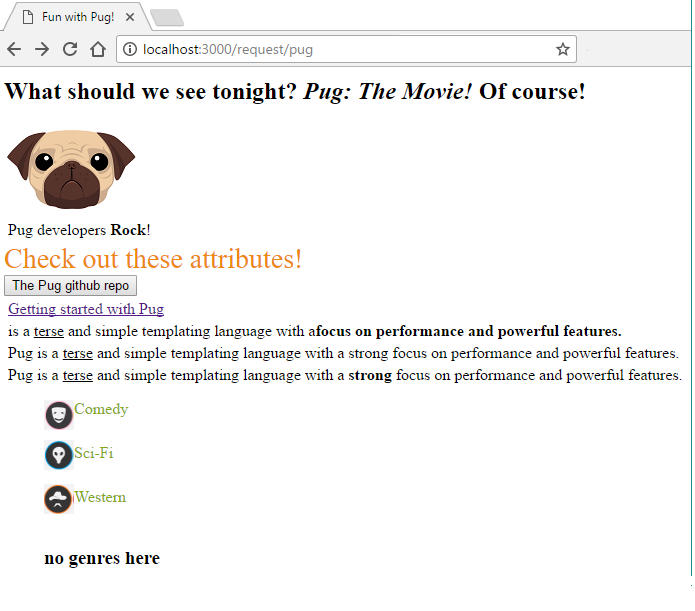 Fun with Pug!
localhost:3000/request/pug
What should we see tonight? Pug: The Movie! Of course!
Pug developers Rock!
Check out these attributes!
The Pug github repo
Getting started with Pug
is a terse and simple templating language with afocus on performance and powerful features.
Pug is a terse and simple templating language with a strong focus on performance and powerful features.
Pug is a terse and simple templating language with a strong focus on performance and powerful features.
Comedy
Sci-Fi
Western
no genres here